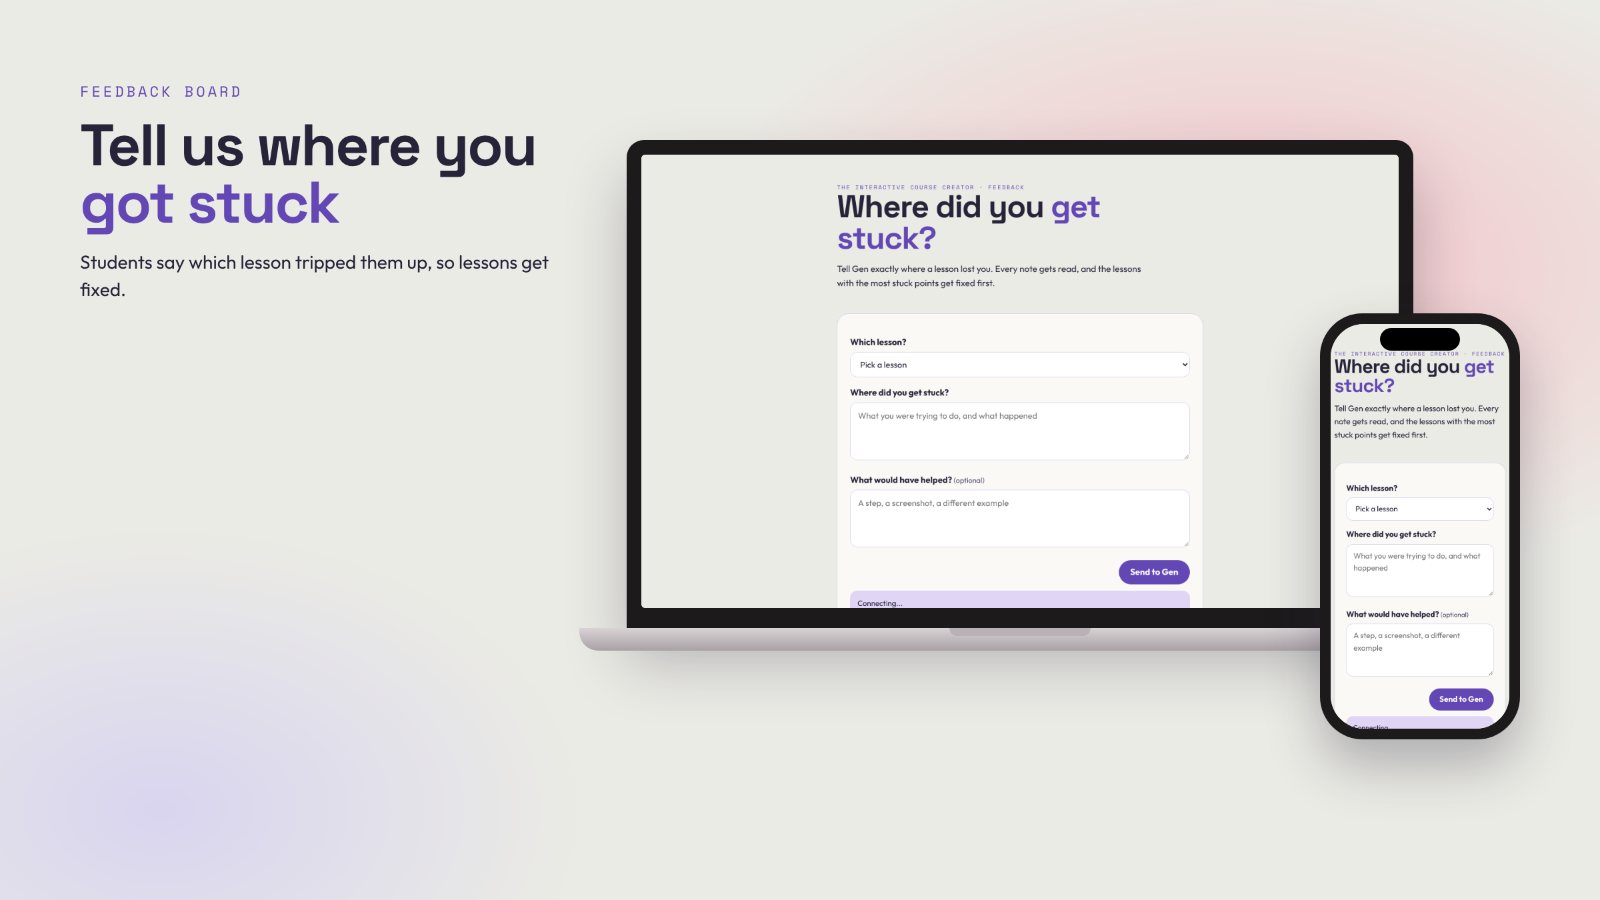 FEEDBACK BOARD
Tell us where you
got stuck
Students say which lesson tripped them up, so lessons get
fixed.
THE INTERACTIVE COURSE CREATOR · FEEDBACK
Where did you get
stuck?
Tell Gen exactly where a lesson lost you. Every note gets read, and the lessons
with the most stuck points get fixed first.
Which lesson?
Pick a lesson
Where did you get stuck?
What you were trying to do, and what happened
What would have helped? (optional)
A step, a screenshot, a different example
Send to Gen
Connecting...
THE INTERACTIVE COURSE CREATOR · FEEDBACK
Where did you get
stuck?
Tell Gen exactly where a lesson lost you. Every
note gets read, and the lessons with the most
stuck points get fixed first.
Which lesson?
Pick a lesson
Where did you get stuck?
What you were trying to do, and what
happened
What would have helped? (optional)
A step, a screenshot, a different
example
Send to Gen
Connecting...